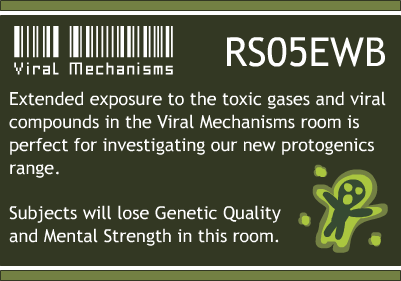 Viral Mechanisms
RS05EWB
Extended exposure to the toxic gases and viral
compounds in the Viral Mechanisms room is
perfect for investigating our new protogenics
range.
Subjects will lose Genetic Quality
and Mental Strength in this room.